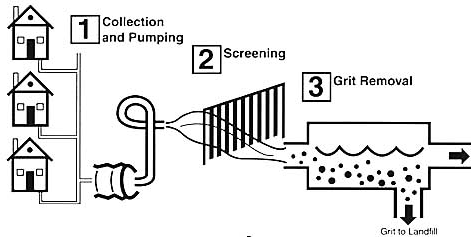 1 Collection
and Pumping
2 Screening
3 Grit Removal
Grit to Landfill